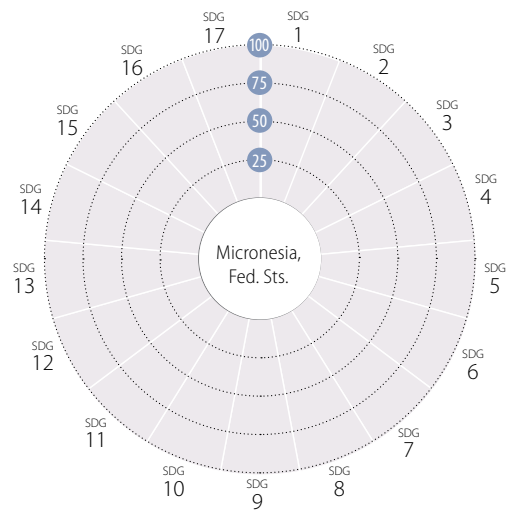 SDG
1
SDG
2
SDG
3
SDG
4
SDG
5
SDG
6
SDG
7
SDG
8
SDG
9
SDG
10
SDG
11
SDG
12
SDG
13
SDG
14
SDG
15
SDG
16
SDG
17
100
75
50
25
Micronesia,
Fed. Sts.